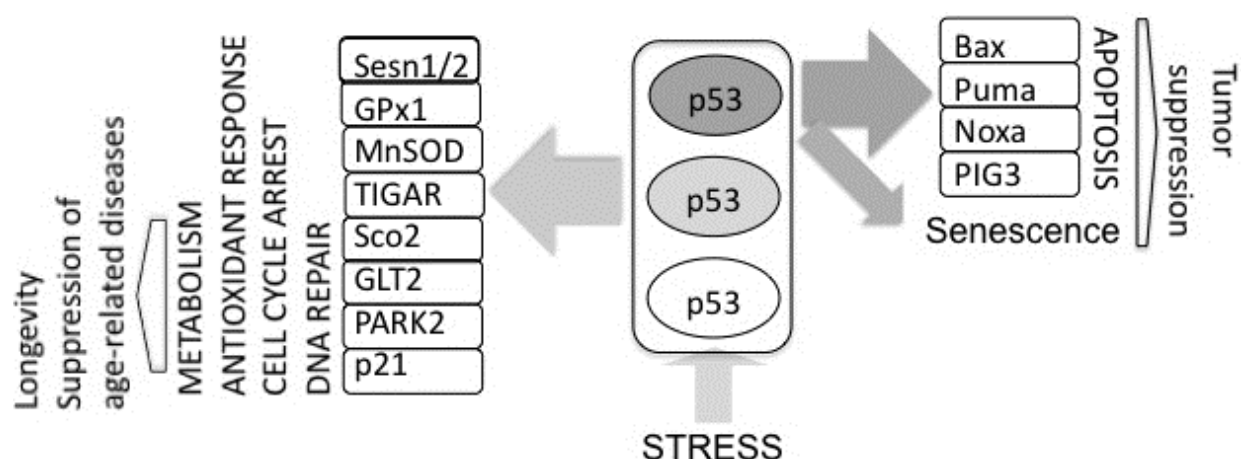 Longevity
Suppression of
age-related diseases
METABOLISM
ANTIOXIDANT RESPONSE
CELL CYCLE ARREST
DNA REPAIR
Sesn1/2
GPx1
MnSOD
TIGAR
Sco2
GLT2
PARK2
p21
p53
p53
p53
STRESS
Bax
Puma
Noxa
PIG3
APOPTOSIS
Senescence
Tumor
suppression